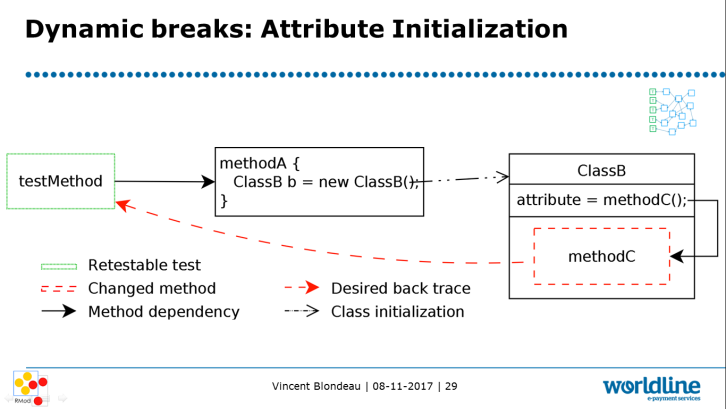 Dynamic breaks: Attribute Initialization
testMethod
methodA {
ClassB b = new ClassB();
}
ClassB
attribute = methodC();
methodC
Retestable test
Changed method
Desired back trace
Method dependency
Class initialization
RMod
Vincent Blondeau | 08-11-2017 | 29
worldline
e-payment services